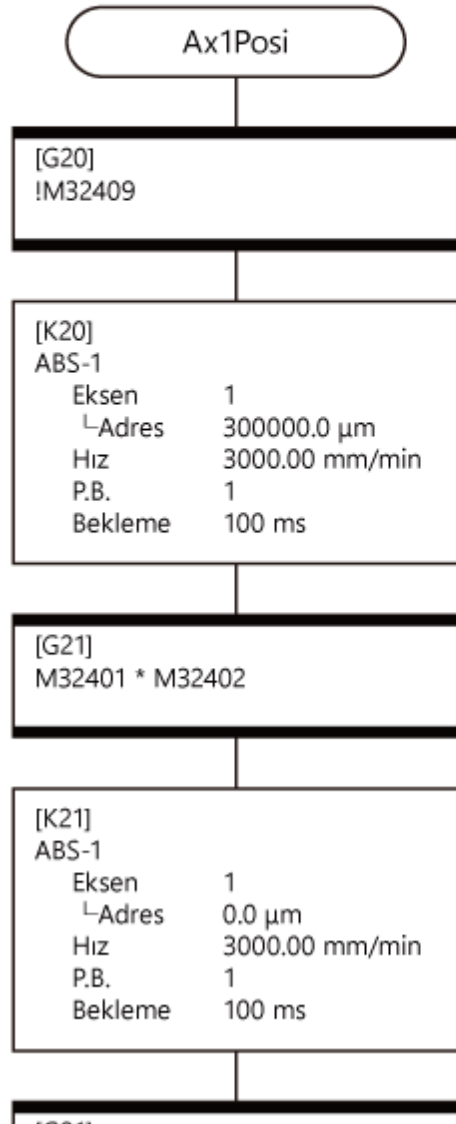 Ax1Posi
[G20]
!M32409
[K20]
ABS-1
Eksen 1
└Adres 300000.0 µm
Hız 3000.00 mm/min
P.B. 1
Bekleme 100 ms
[G21]
M32401 * M32402
[K21]
ABS-1
Eksen 1
└Adres 0.0 µm
Hız 3000.00 mm/min
P.B. 1
Bekleme 100 ms